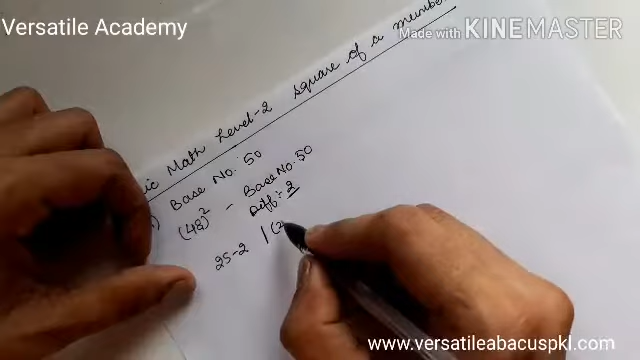 Versatile Academy
Made with KINEMASTER
ic Math Level-2 Square of a number
) Base No. 50
(48)² - Base No. 50
Diff :- 2
25-2 / (2
www.versatileabacuspkl.com